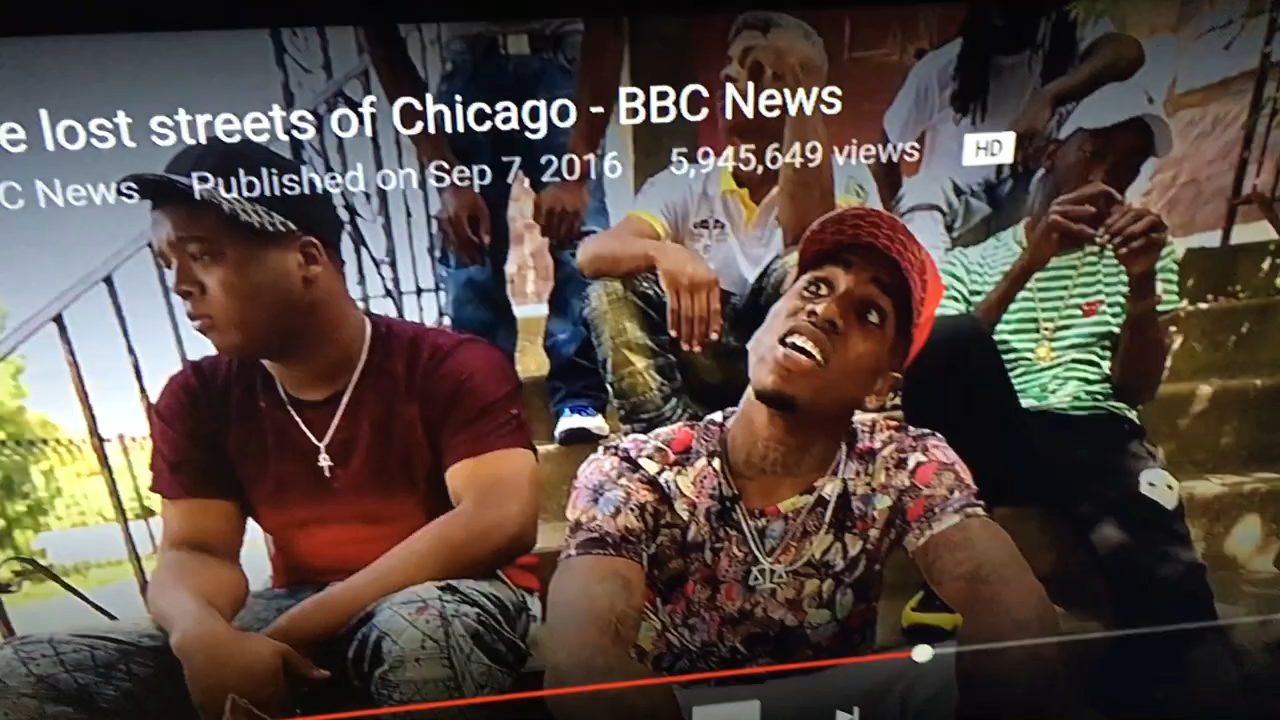 e lost streets of Chicago - BBC News
C News Published on Sep 7, 2016 5,945,649 views HD